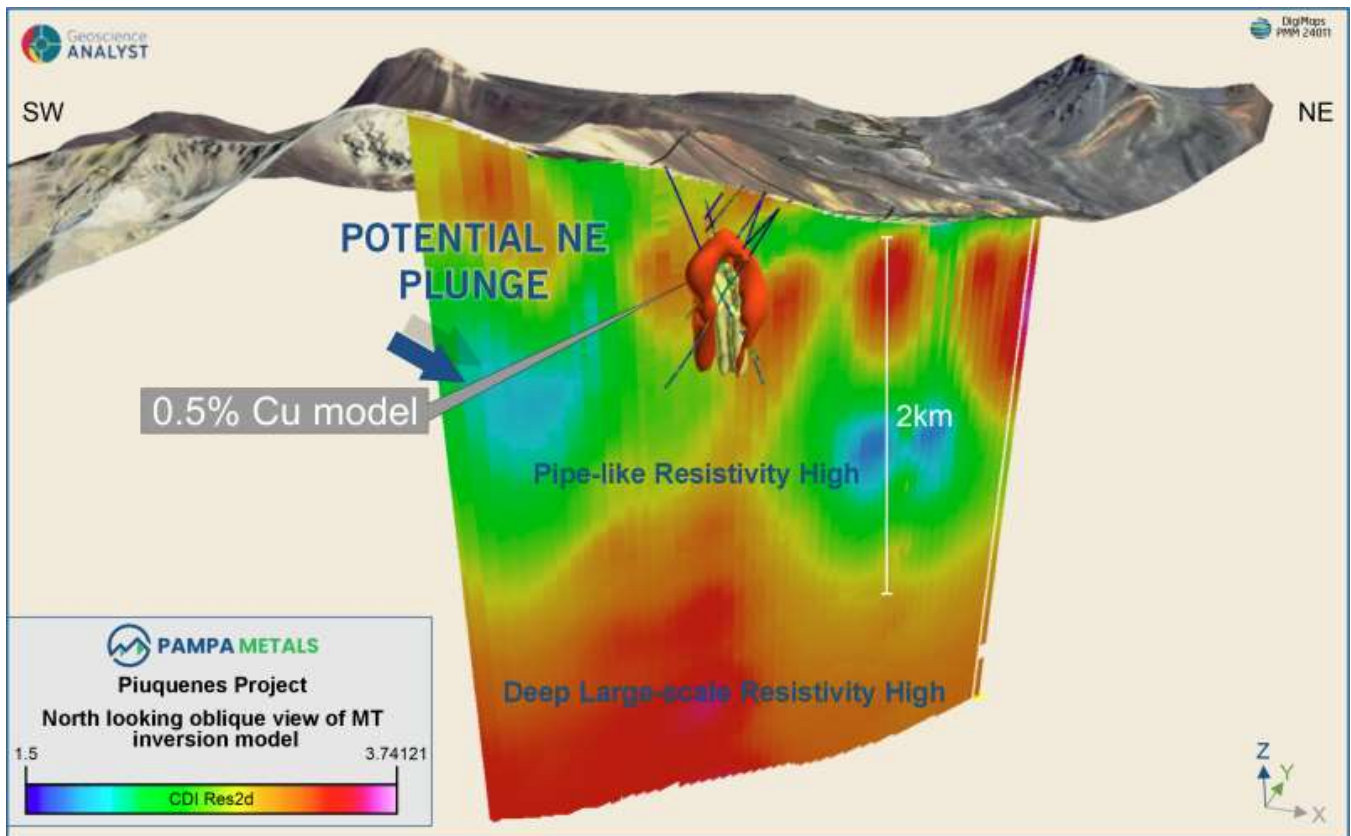 Geoscience
ANALYST
DigiMaps
PMM 24011
SW
NE
POTENTIAL NE
PLUNGE
0.5% Cu model
2km
Pipe-like Resistivity High
Deep Large-scale Resistivity High
PAMPA METALS
Piuquenes Project
North looking oblique view of MT
inversion model
1.5
3.74121
CDI Res2d
Z
Y
X